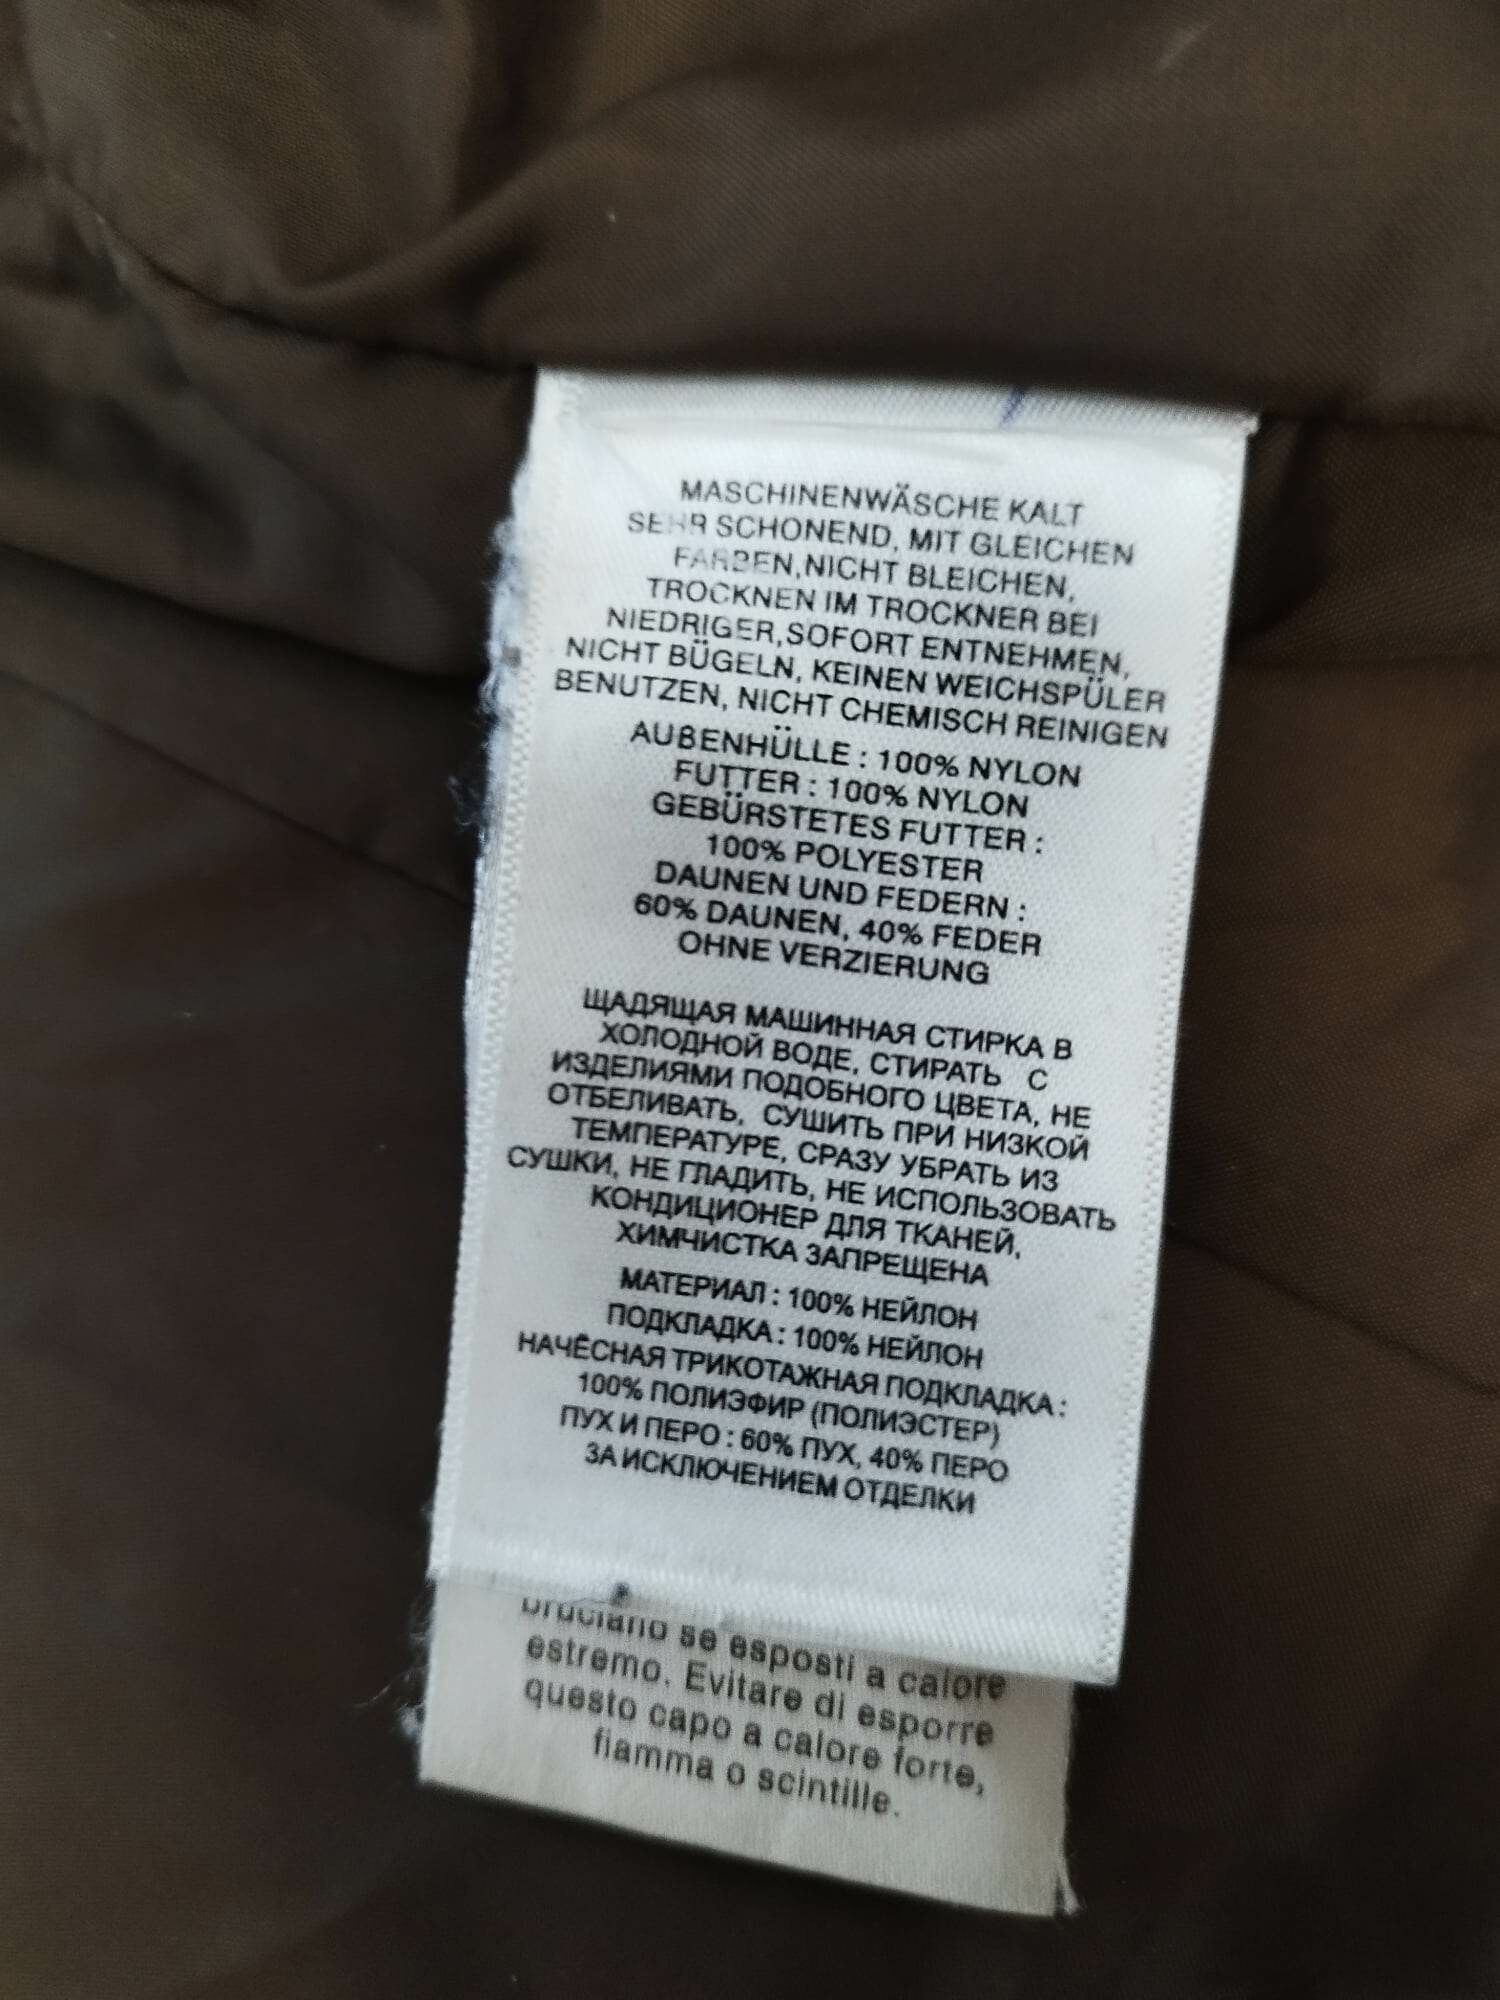 MASCHINENWÄSCHE KALT
SEHR SCHONEND, MIT GLEICHEN
FARBEN,NICHT BLEICHEN,
TROCKNEN IM TROCKNER BEI
NIEDRIGER,SOFORT ENTNEHMEN,
NICHT BÜGELN, KEINEN WEICHSPÜLER
BENUTZEN, NICHT CHEMISCH REINIGEN
AUßENHÜLLE : 100% NYLON
FUTTER : 100% NYLON
GEBÜRSTETES FUTTER :
100% POLYESTER
DAUNEN UND FEDERN :
60% DAUNEN, 40% FEDER
OHNE VERZIERUNG
ЩАДЯЩАЯ МАШИННАЯ СТИРКА В
ХОЛОДНОЙ ВОДЕ, СТИРАТЬ С
ИЗДЕЛИЯМИ ПОДОБНОГО ЦВЕТА, НЕ
ОТБЕЛИВАТЬ, СУШИТЬ ПРИ НИЗКОЙ
ТЕМПЕРАТУРЕ, СРАЗУ УБРАТЬ ИЗ
СУШКИ, НЕ ГЛАДИТЬ, НЕ ИСПОЛЬЗОВАТЬ
КОНДИЦИОНЕР ДЛЯ ТКАНЕЙ,
ХИМЧИСТКА ЗАПРЕЩЕНА
МАТЕРИАЛ : 100% НЕЙЛОН
ПОДКЛАДКА : 100% НЕЙЛОН
НАЧЁСНАЯ ТРИКОТАЖНАЯ ПОДКЛАДКА :
100% ПОЛИЭФИР (ПОЛИЭСТЕР)
ПУХ И ПЕРО : 60% ПУХ, 40% ПЕРО
ЗА ИСКЛЮЧЕНИЕМ ОТДЕЛКИ
bruciano se esposti a calore
estremo. Evitare di esporre
questo capo a calore forte,
fiamma o scintille.